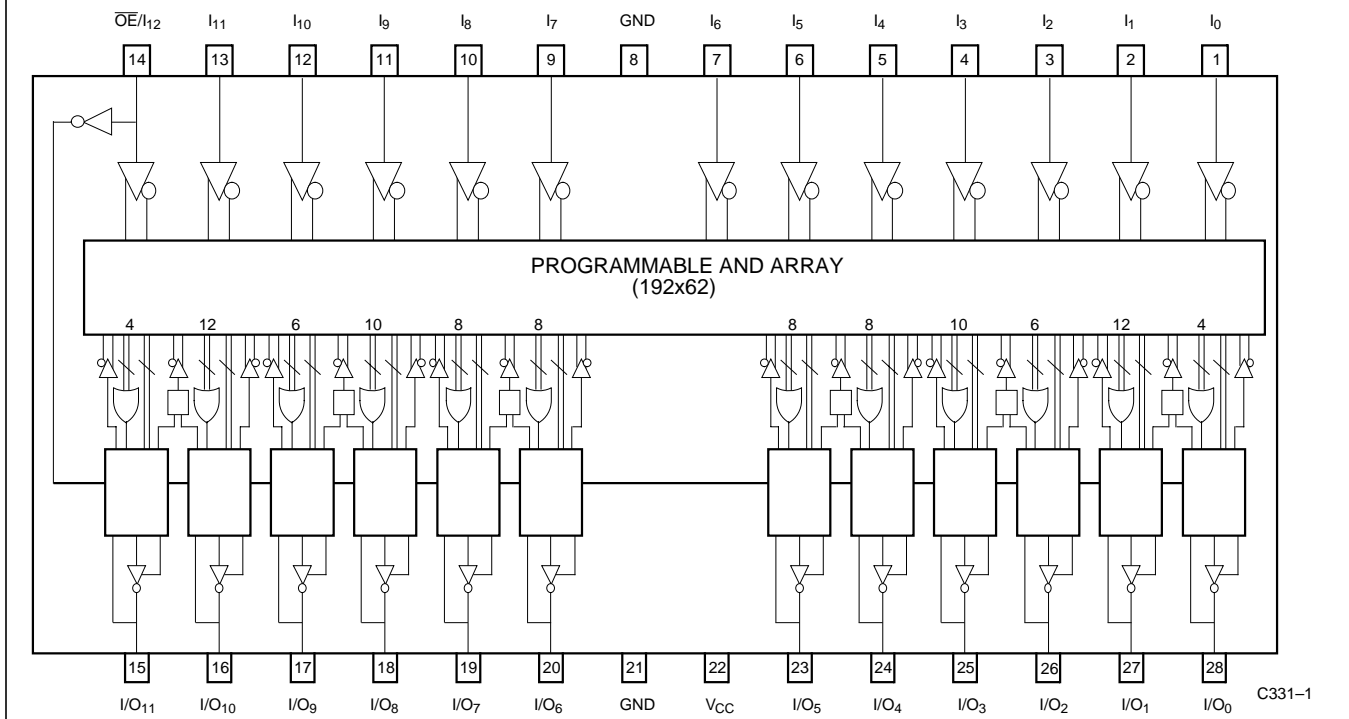 OE/I12 I11 I10 I9 I8 I7 GND I6 I5 I4 I3 I2 I1 I0
14 13 12 11 10 9 8 7 6 5 4 3 2 1
PROGRAMMABLE AND ARRAY
(192x62)
4 12 6 10 8 8 8 8 10 6 12 4
15 16 17 18 19 20 21 22 23 24 25 26 27 28
I/O11 I/O10 I/O9 I/O8 I/O7 I/O6 GND VCC I/O5 I/O4 I/O3 I/O2 I/O1 I/O0
C331–1